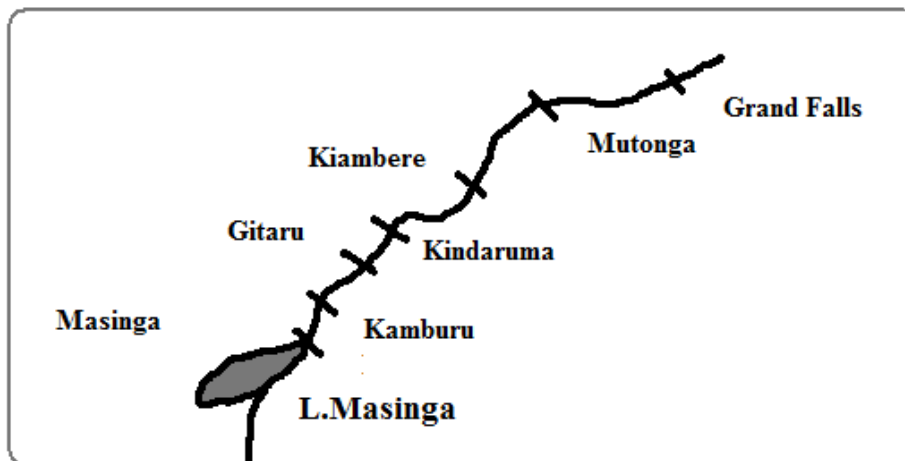 Grand Falls
Mutonga
Kiambere
Gitaru
Kindaruma
Masinga
Kamburu
L.Masinga